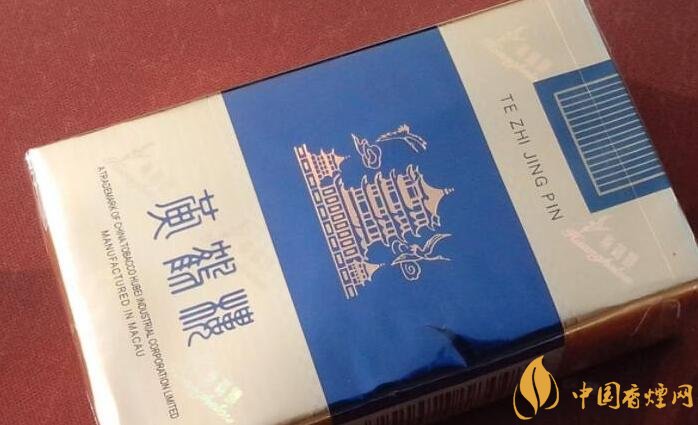 TE ZHI JING PIN
黄鹤楼
A TRADEMARK OF CHINA TOBACCO HUBEI INDUSTRIAL CORPORATION LIMITED
MANUFACTURED IN MACAU
中国香煙网